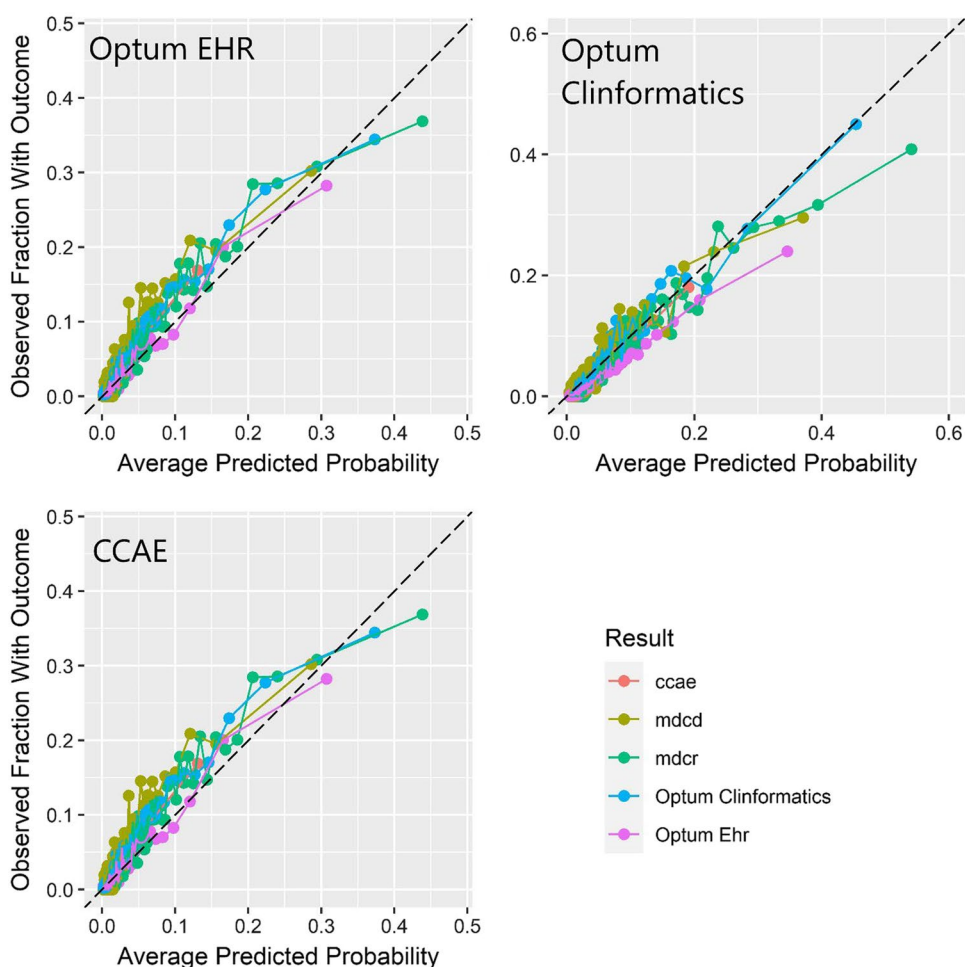 Optum EHR
Observed Fraction With Outcome
0.5
0.4
0.3
0.2
0.1
0.0
0.0 0.1 0.2 0.3 0.4 0.5
Average Predicted Probability
Optum
Clinformatics
0.6
0.4
0.2
0.0
0.0 0.2 0.4 0.6
Average Predicted Probability
CCAE
Observed Fraction With Outcome
0.5
0.4
0.3
0.2
0.1
0.0
0.0 0.1 0.2 0.3 0.4 0.5
Average Predicted Probability
Result
ccae
mdcd
mdcr
Optum Clinformatics
Optum Ehr